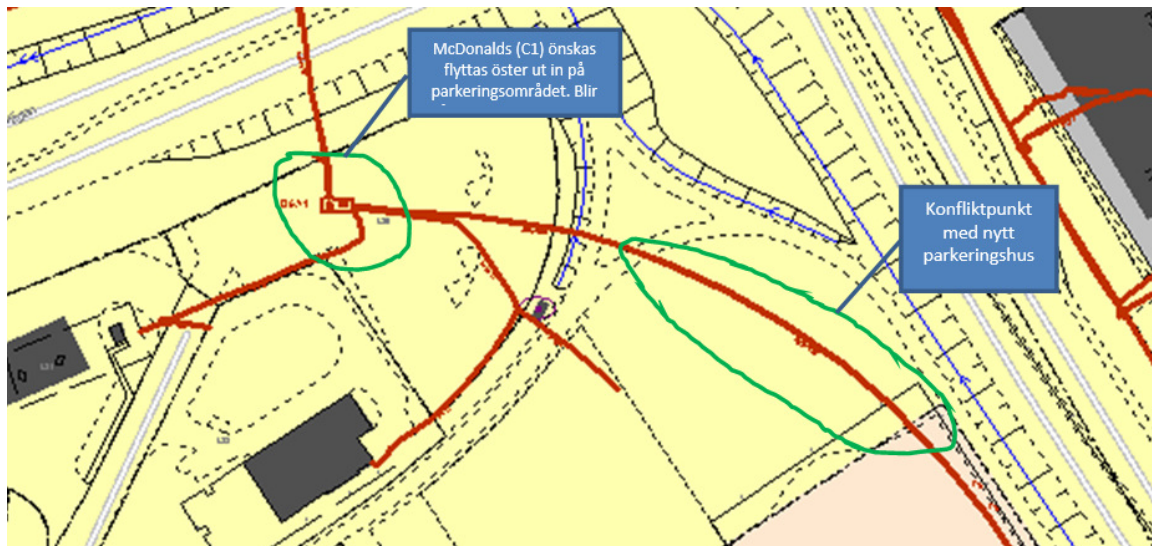 McDonalds (C1) önskas
flyttas öster ut in på
parkeringsområdet. Blir
Konfliktpunkt
med nytt
parkeringshus